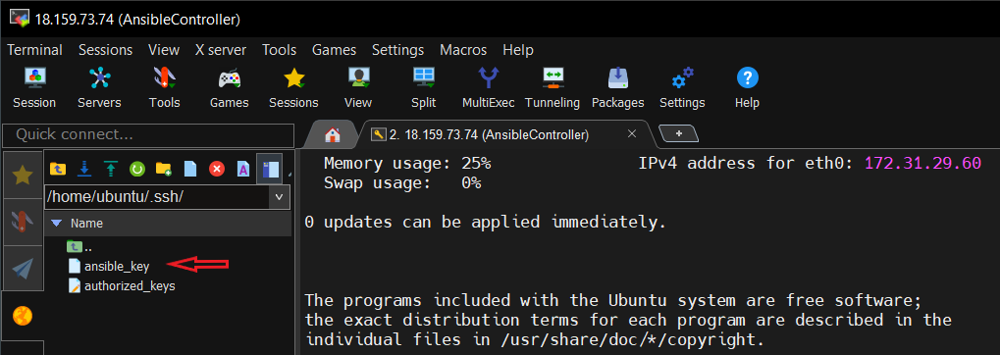 18.159.73.74 (AnsibleController)
Terminal Sessions View X server Tools Games Settings Macros Help
Session Servers Tools Games Sessions View Split MultiExec Tunneling Packages Settings Help
Quick connect...
2. 18.159.73.74 (AnsibleController)
/home/ubuntu/.ssh/
Name
..
ansible_key
authorized_keys
Memory usage: 25% IPv4 address for eth0: 172.31.29.60
Swap usage: 0%
0 updates can be applied immediately.
The programs included with the Ubuntu system are free software;
the exact distribution terms for each program are described in the
individual files in /usr/share/doc/*/copyright.